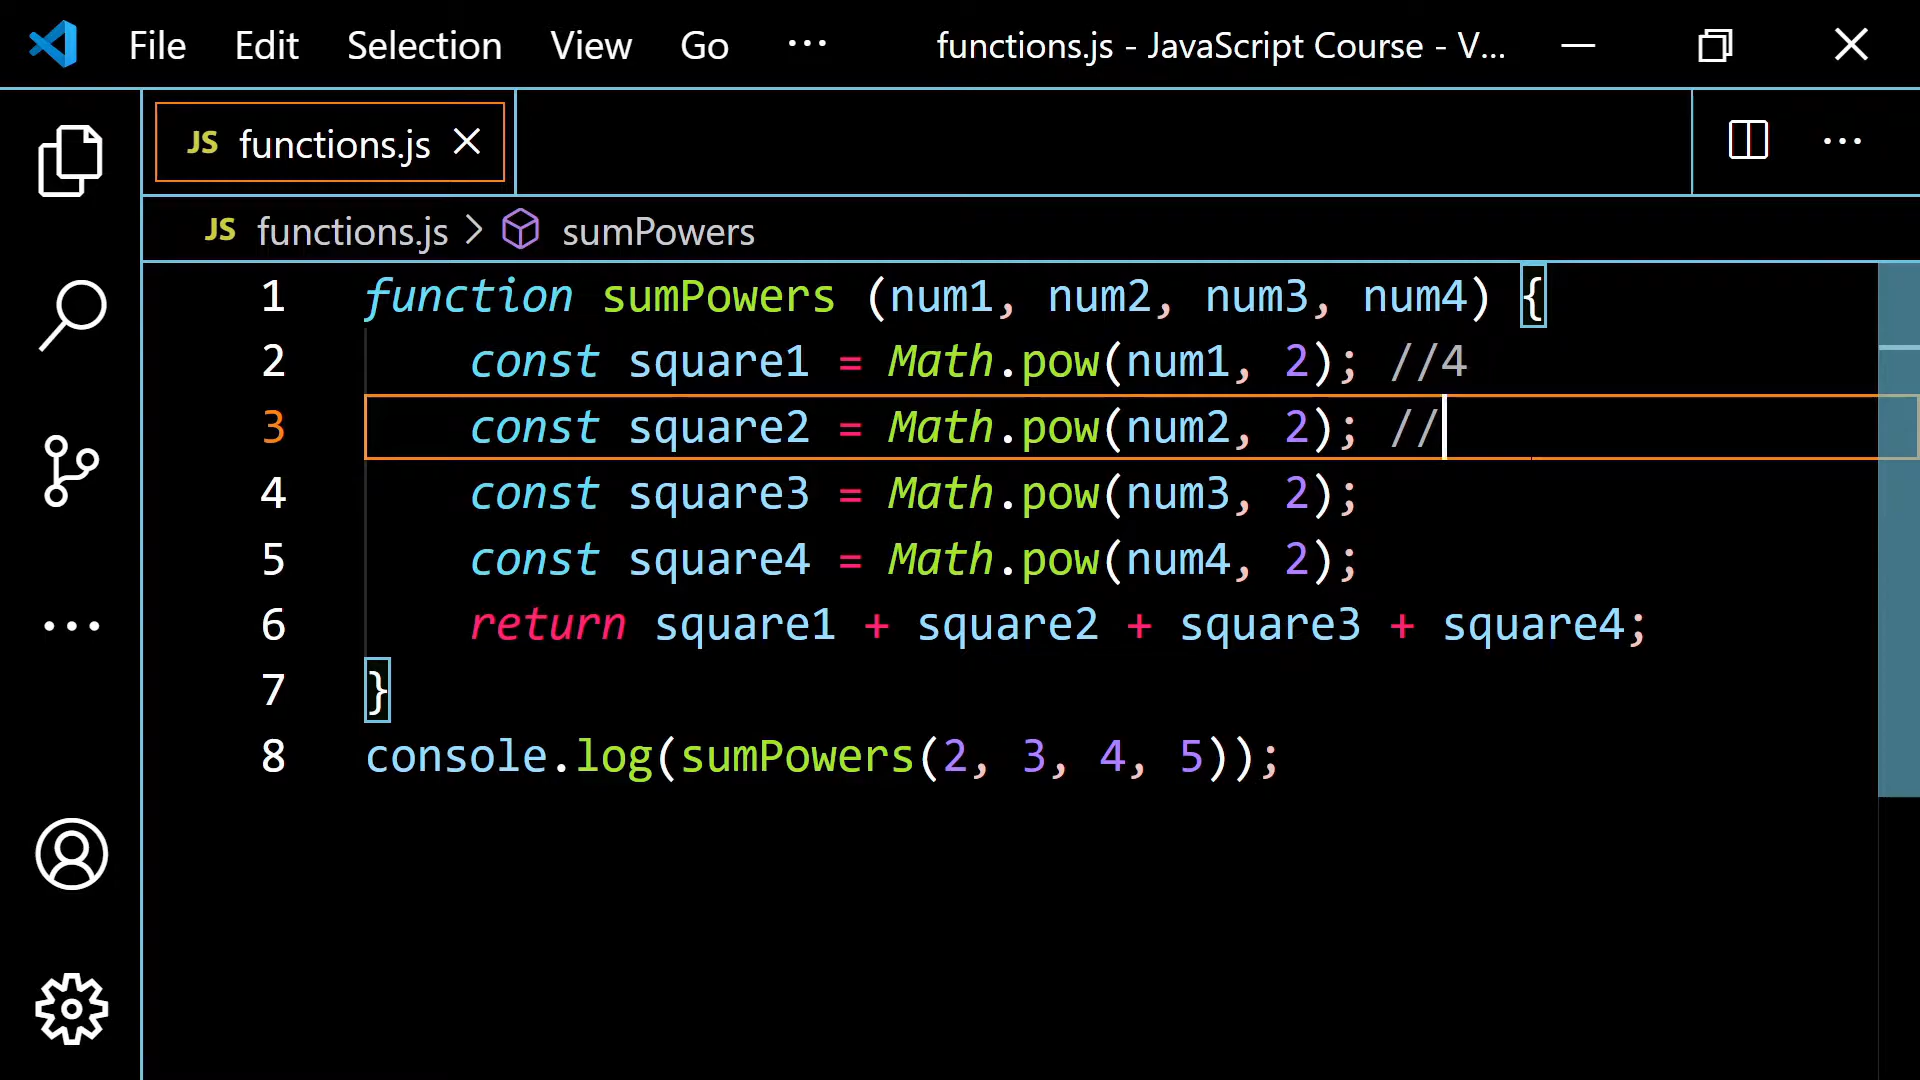 File Edit Selection View Go ··· functions.js - JavaScript Course - V...
JS functions.js
JS functions.js > sumPowers
1 function sumPowers (num1, num2, num3, num4) {
2 const square1 = Math.pow(num1, 2); //4
3 const square2 = Math.pow(num2, 2); //
4 const square3 = Math.pow(num3, 2);
5 const square4 = Math.pow(num4, 2);
6 return square1 + square2 + square3 + square4;
7 }
8 console.log(sumPowers(2, 3, 4, 5));